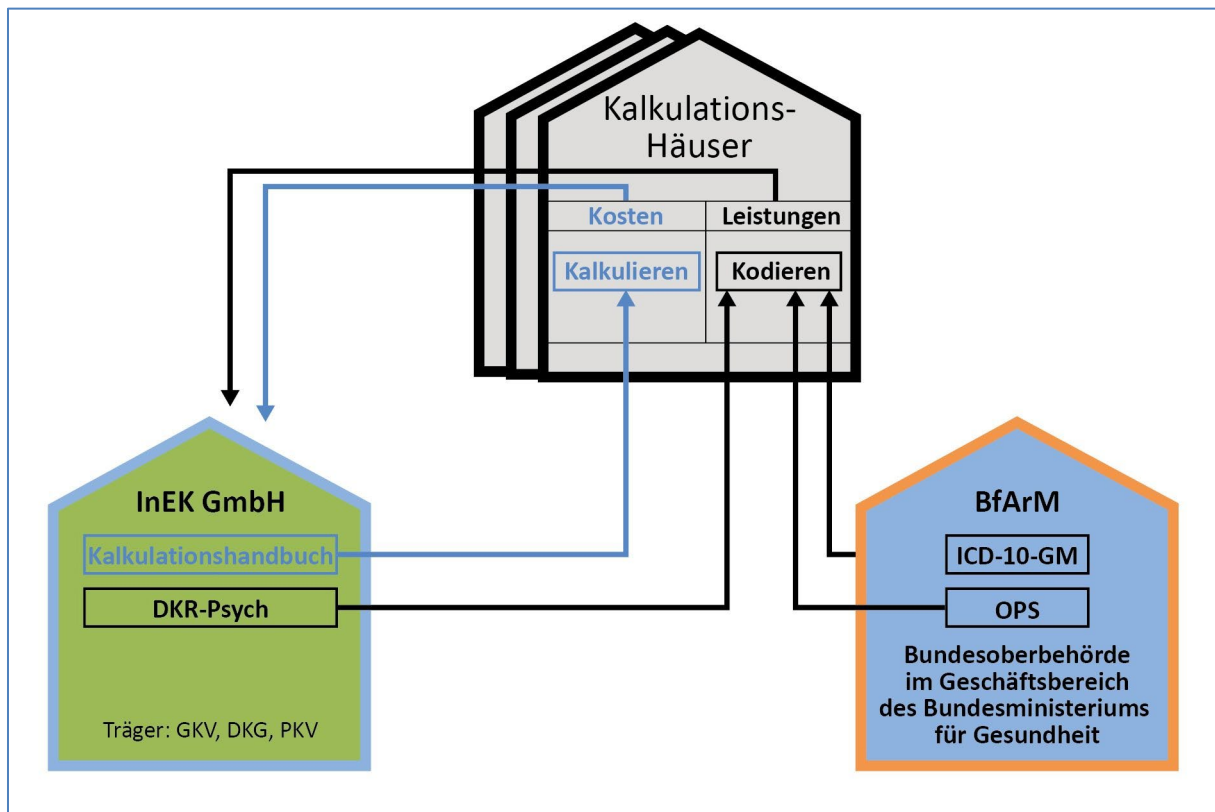 Kalkulations-
Häuser
Kosten
Leistungen
Kalkulieren
Kodieren
InEK GmbH
Kalkulationshandbuch
DKR-Psych
Träger: GKV, DKG, PKV
BfArM
ICD-10-GM
OPS
Bundesoberbehörde
im Geschäftsbereich
des Bundesministeriums
für Gesundheit